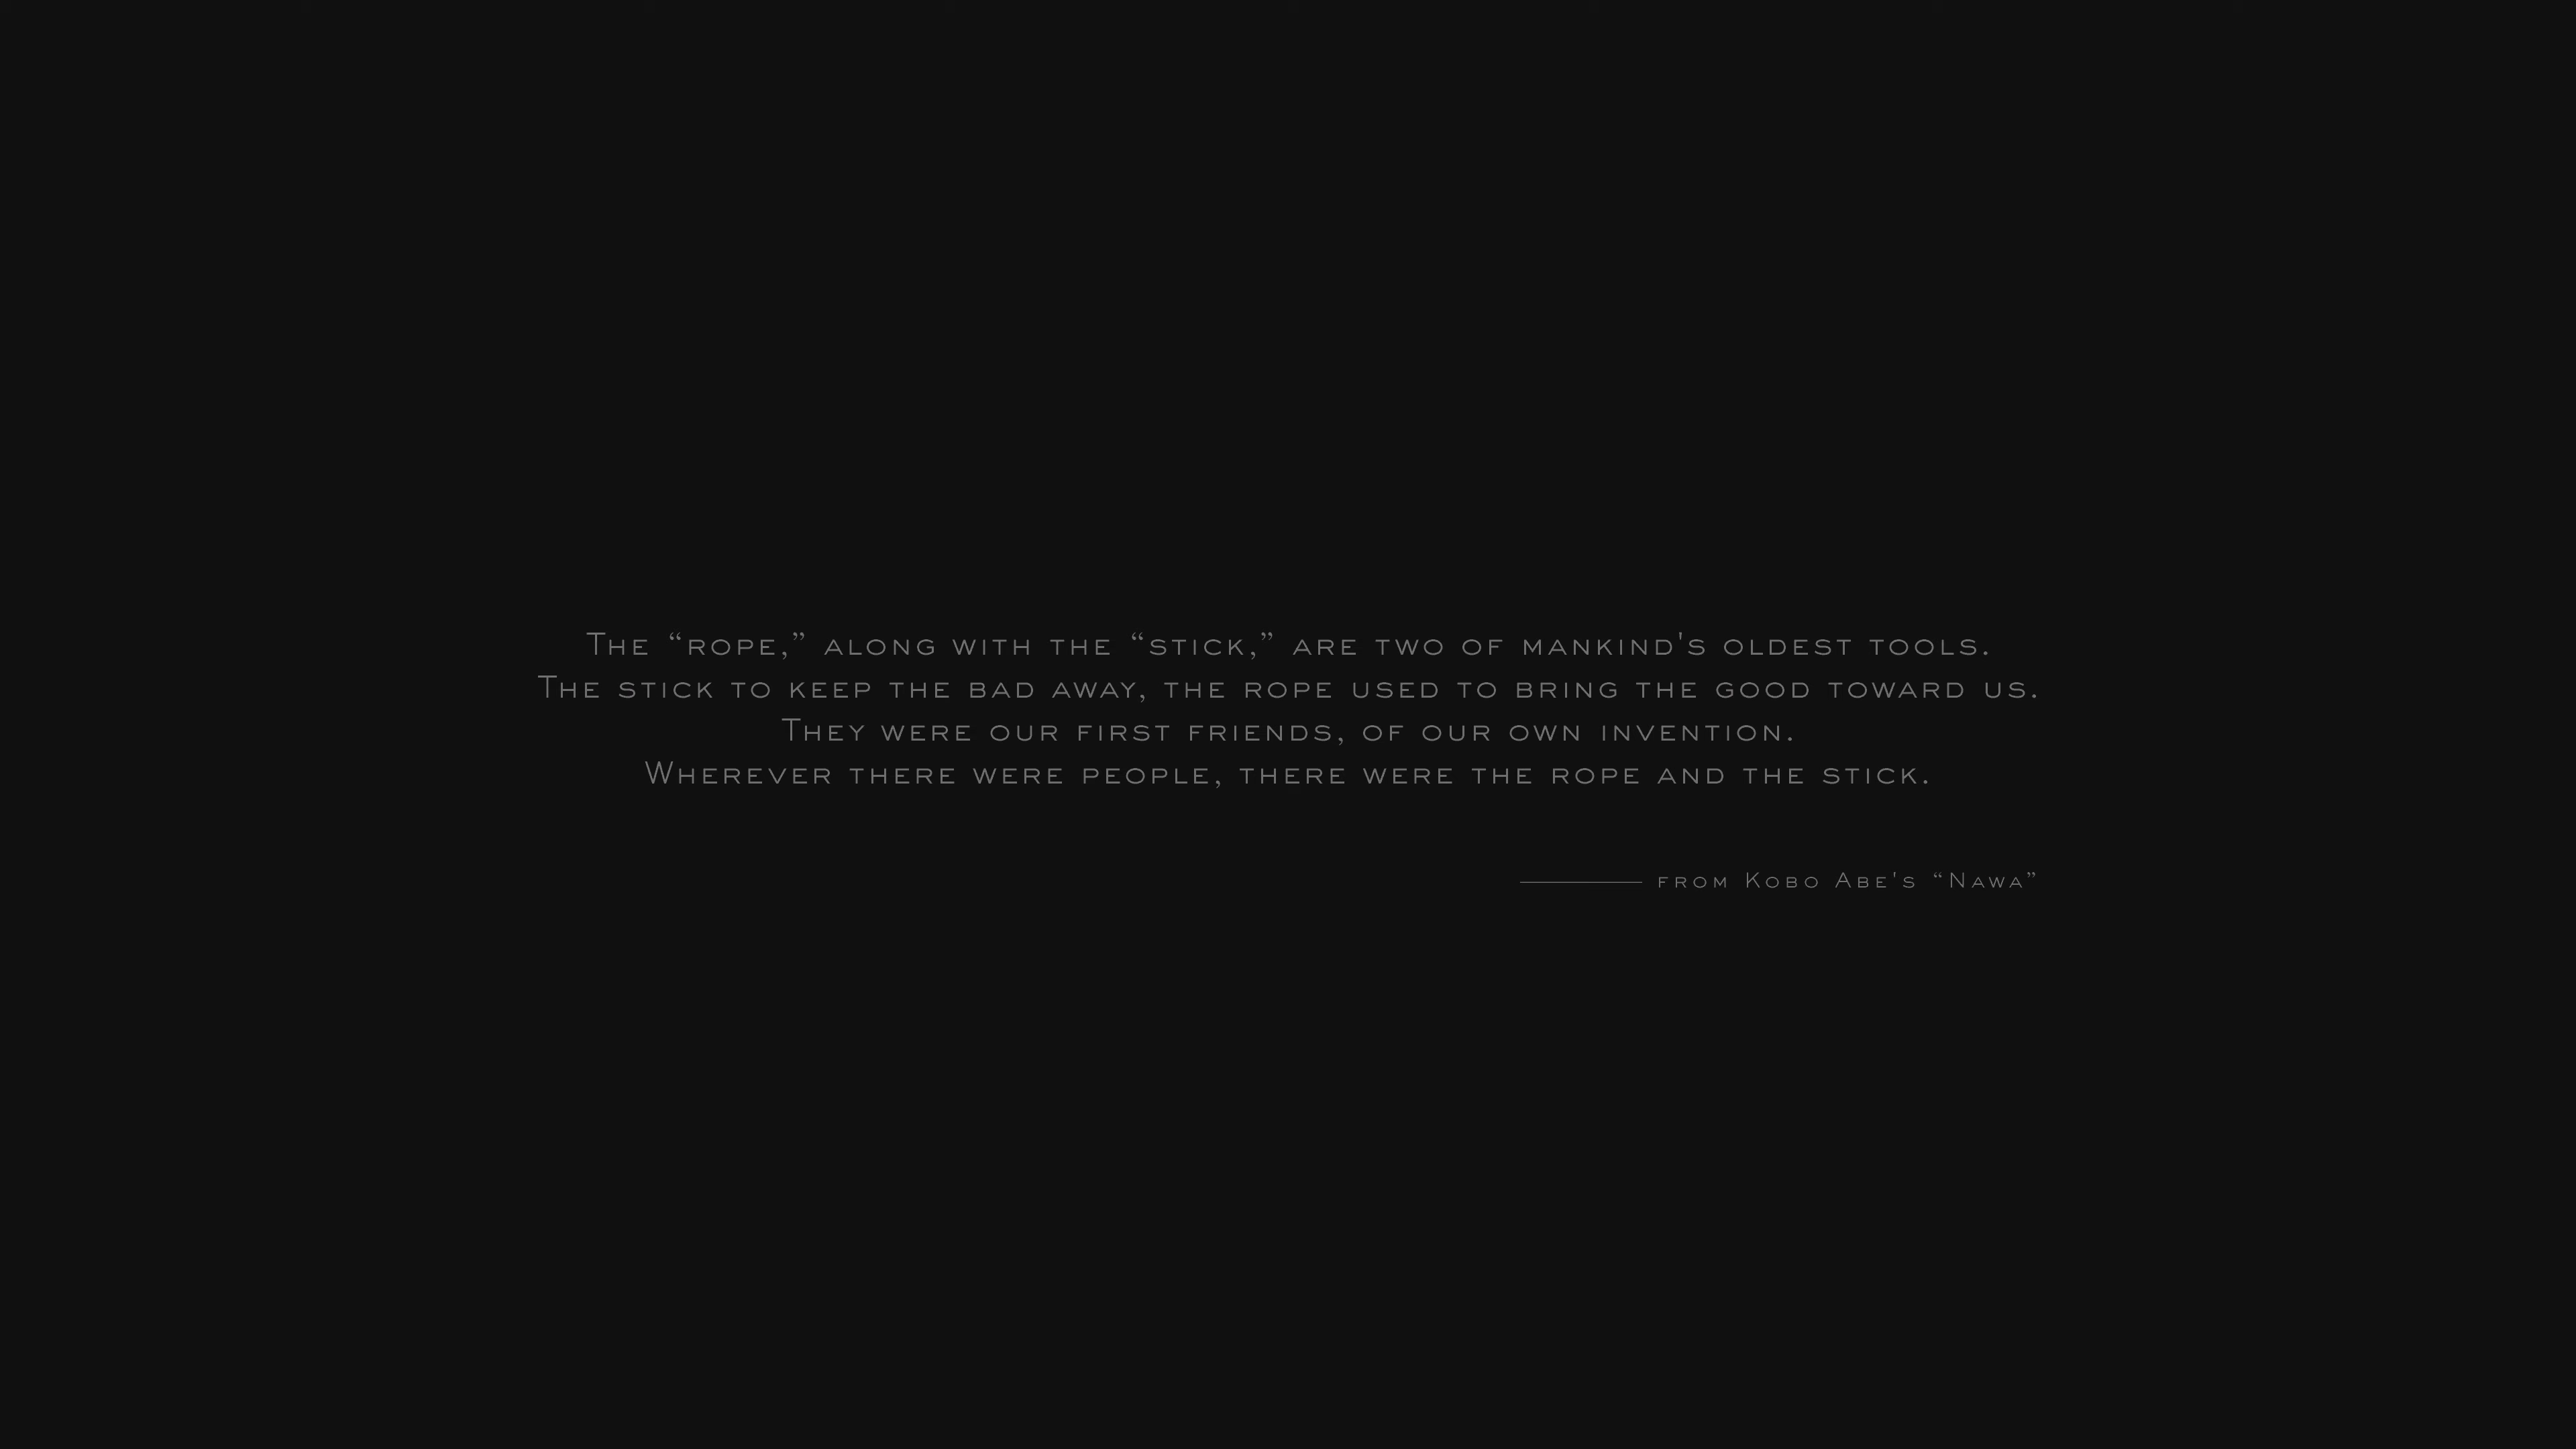 The “rope,” along with the “stick,” are two of mankind's oldest tools.
The stick to keep the bad away, the rope used to bring the good toward us.
They were our first friends, of our own invention.
Wherever there were people, there were the rope and the stick.
——— from Kobo Abe's “Nawa”